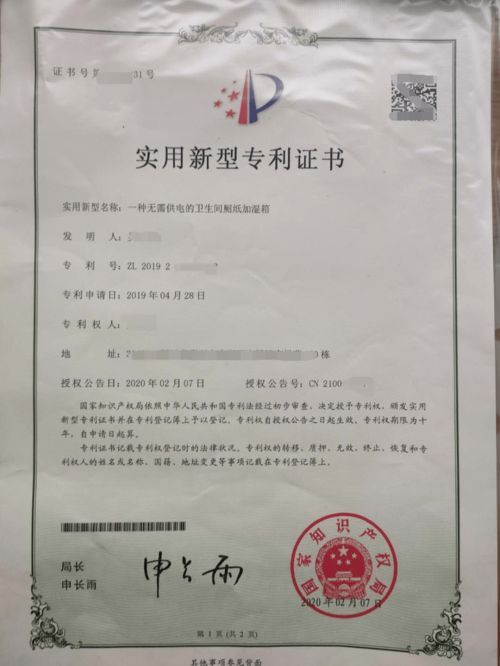 证书号第 31号
实用新型专利证书
实用新型名称：一种无需供电的卫生间厕纸加湿箱
发 明 人：
专 利 号：ZL 2019 2
专利申请日：2019年04月28日
专 利 权 人：
地 址： 0栋
授权公告日：2020年02月07日 授权公告号：CN 2100
国家知识产权局依照中华人民共和国专利法经过初步审查，决定授予专利权，颁发实用
新型专利证书并在专利登记簿上予以登记。专利权自授权公告之日起生效。专利权期限为十
年，自申请日起算。
专利证书记载专利权登记时的法律状况。专利权的转移、质押、无效、终止、恢复和专
利权人的姓名或名称、国籍、地址变更等事项记载在专利登记簿上。
局长
申长雨
申长雨
国家知识产权局
2020年02月07日
第 1 页 (共 2 页)
其他事项参见背面